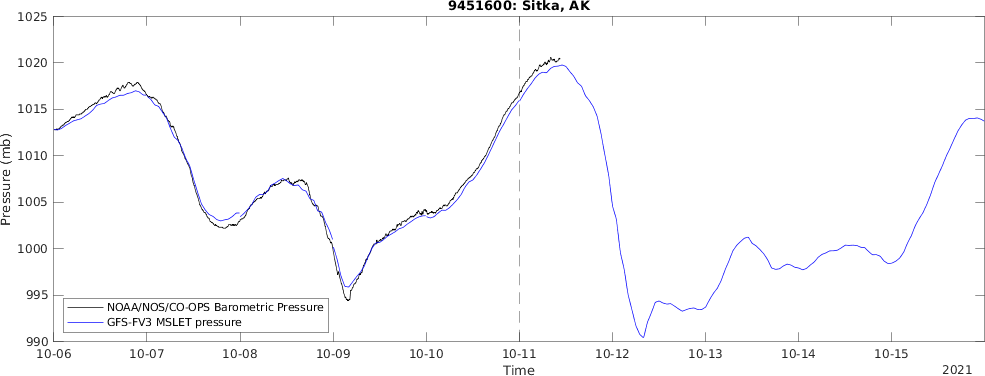 9451600: Sitka, AK
1025
1020
1015
1010
1005
1000
995
990
Pressure (mb)
NOAA/NOS/CO-OPS Barometric Pressure
GFS-FV3 MSLET pressure
10-06 10-07 10-08 10-09 10-10 10-11 10-12 10-13 10-14 10-15
Time
2021